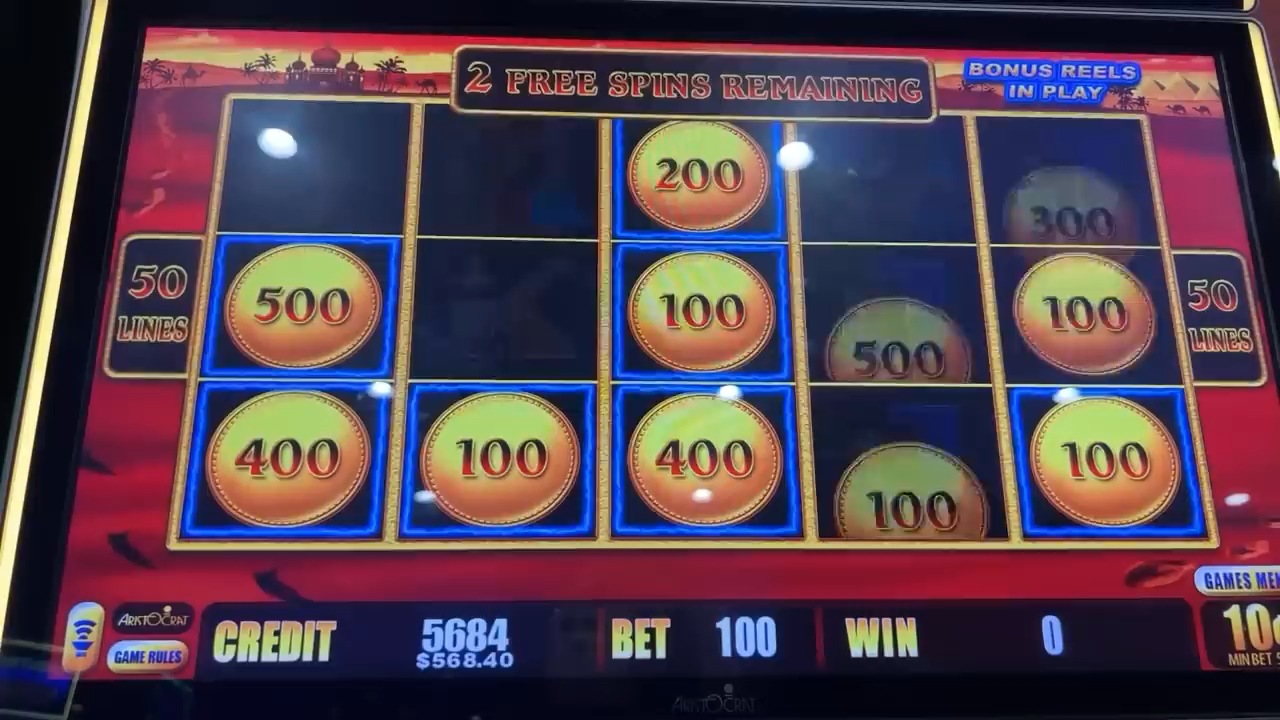 2 FREE SPINS REMAINING
BONUS REELS
IN PLAY
200
300
50
LINES
500
100
500
100
50
LINES
400
100
400
100
100
GAMES
ARISTOCRAT
GAME RULES
CREDIT
5684
$568.40
BET
100
WIN
0
10
MIN BET
ARISTOCRAT